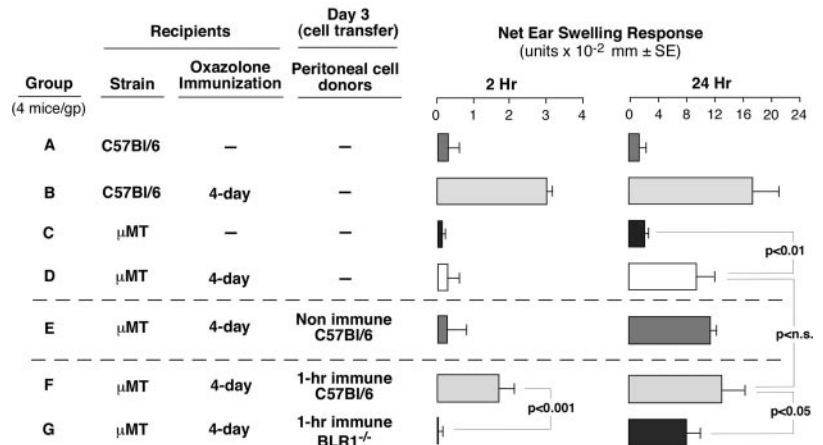 Day 3
Recipients (cell transfer) Net Ear Swelling Response
(units x 10-2 mm ± SE)
Group Strain Oxazolone Immunization Peritoneal cell donors 2 Hr 24 Hr
(4 mice/gp)
0 1 2 3 4 0 4 8 12 16 20 24
A C57Bl/6 – –
B C57Bl/6 4-day –
C μMT – –
p<0.01
D μMT 4-day –
E μMT 4-day Non immune C57Bl/6
p<n.s.
F μMT 4-day 1-hr immune C57Bl/6
p<0.001 p<0.05
G μMT 4-day 1-hr immune BLR1-/-